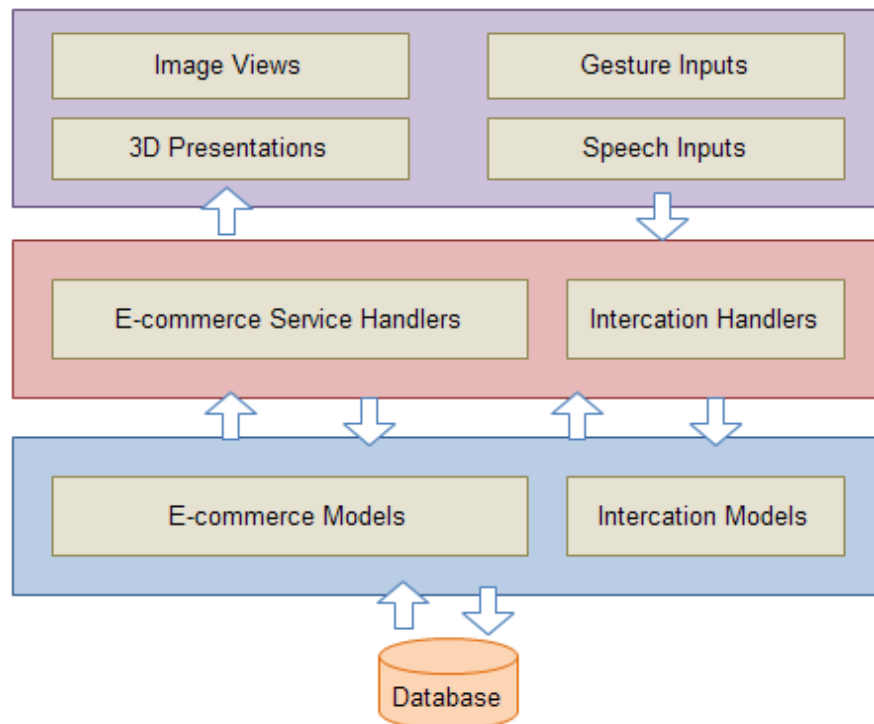 Image Views
Gesture Inputs
3D Presentations
Speech Inputs
E-commerce Service Handlers
Intercation Handlers
E-commerce Models
Intercation Models
Database